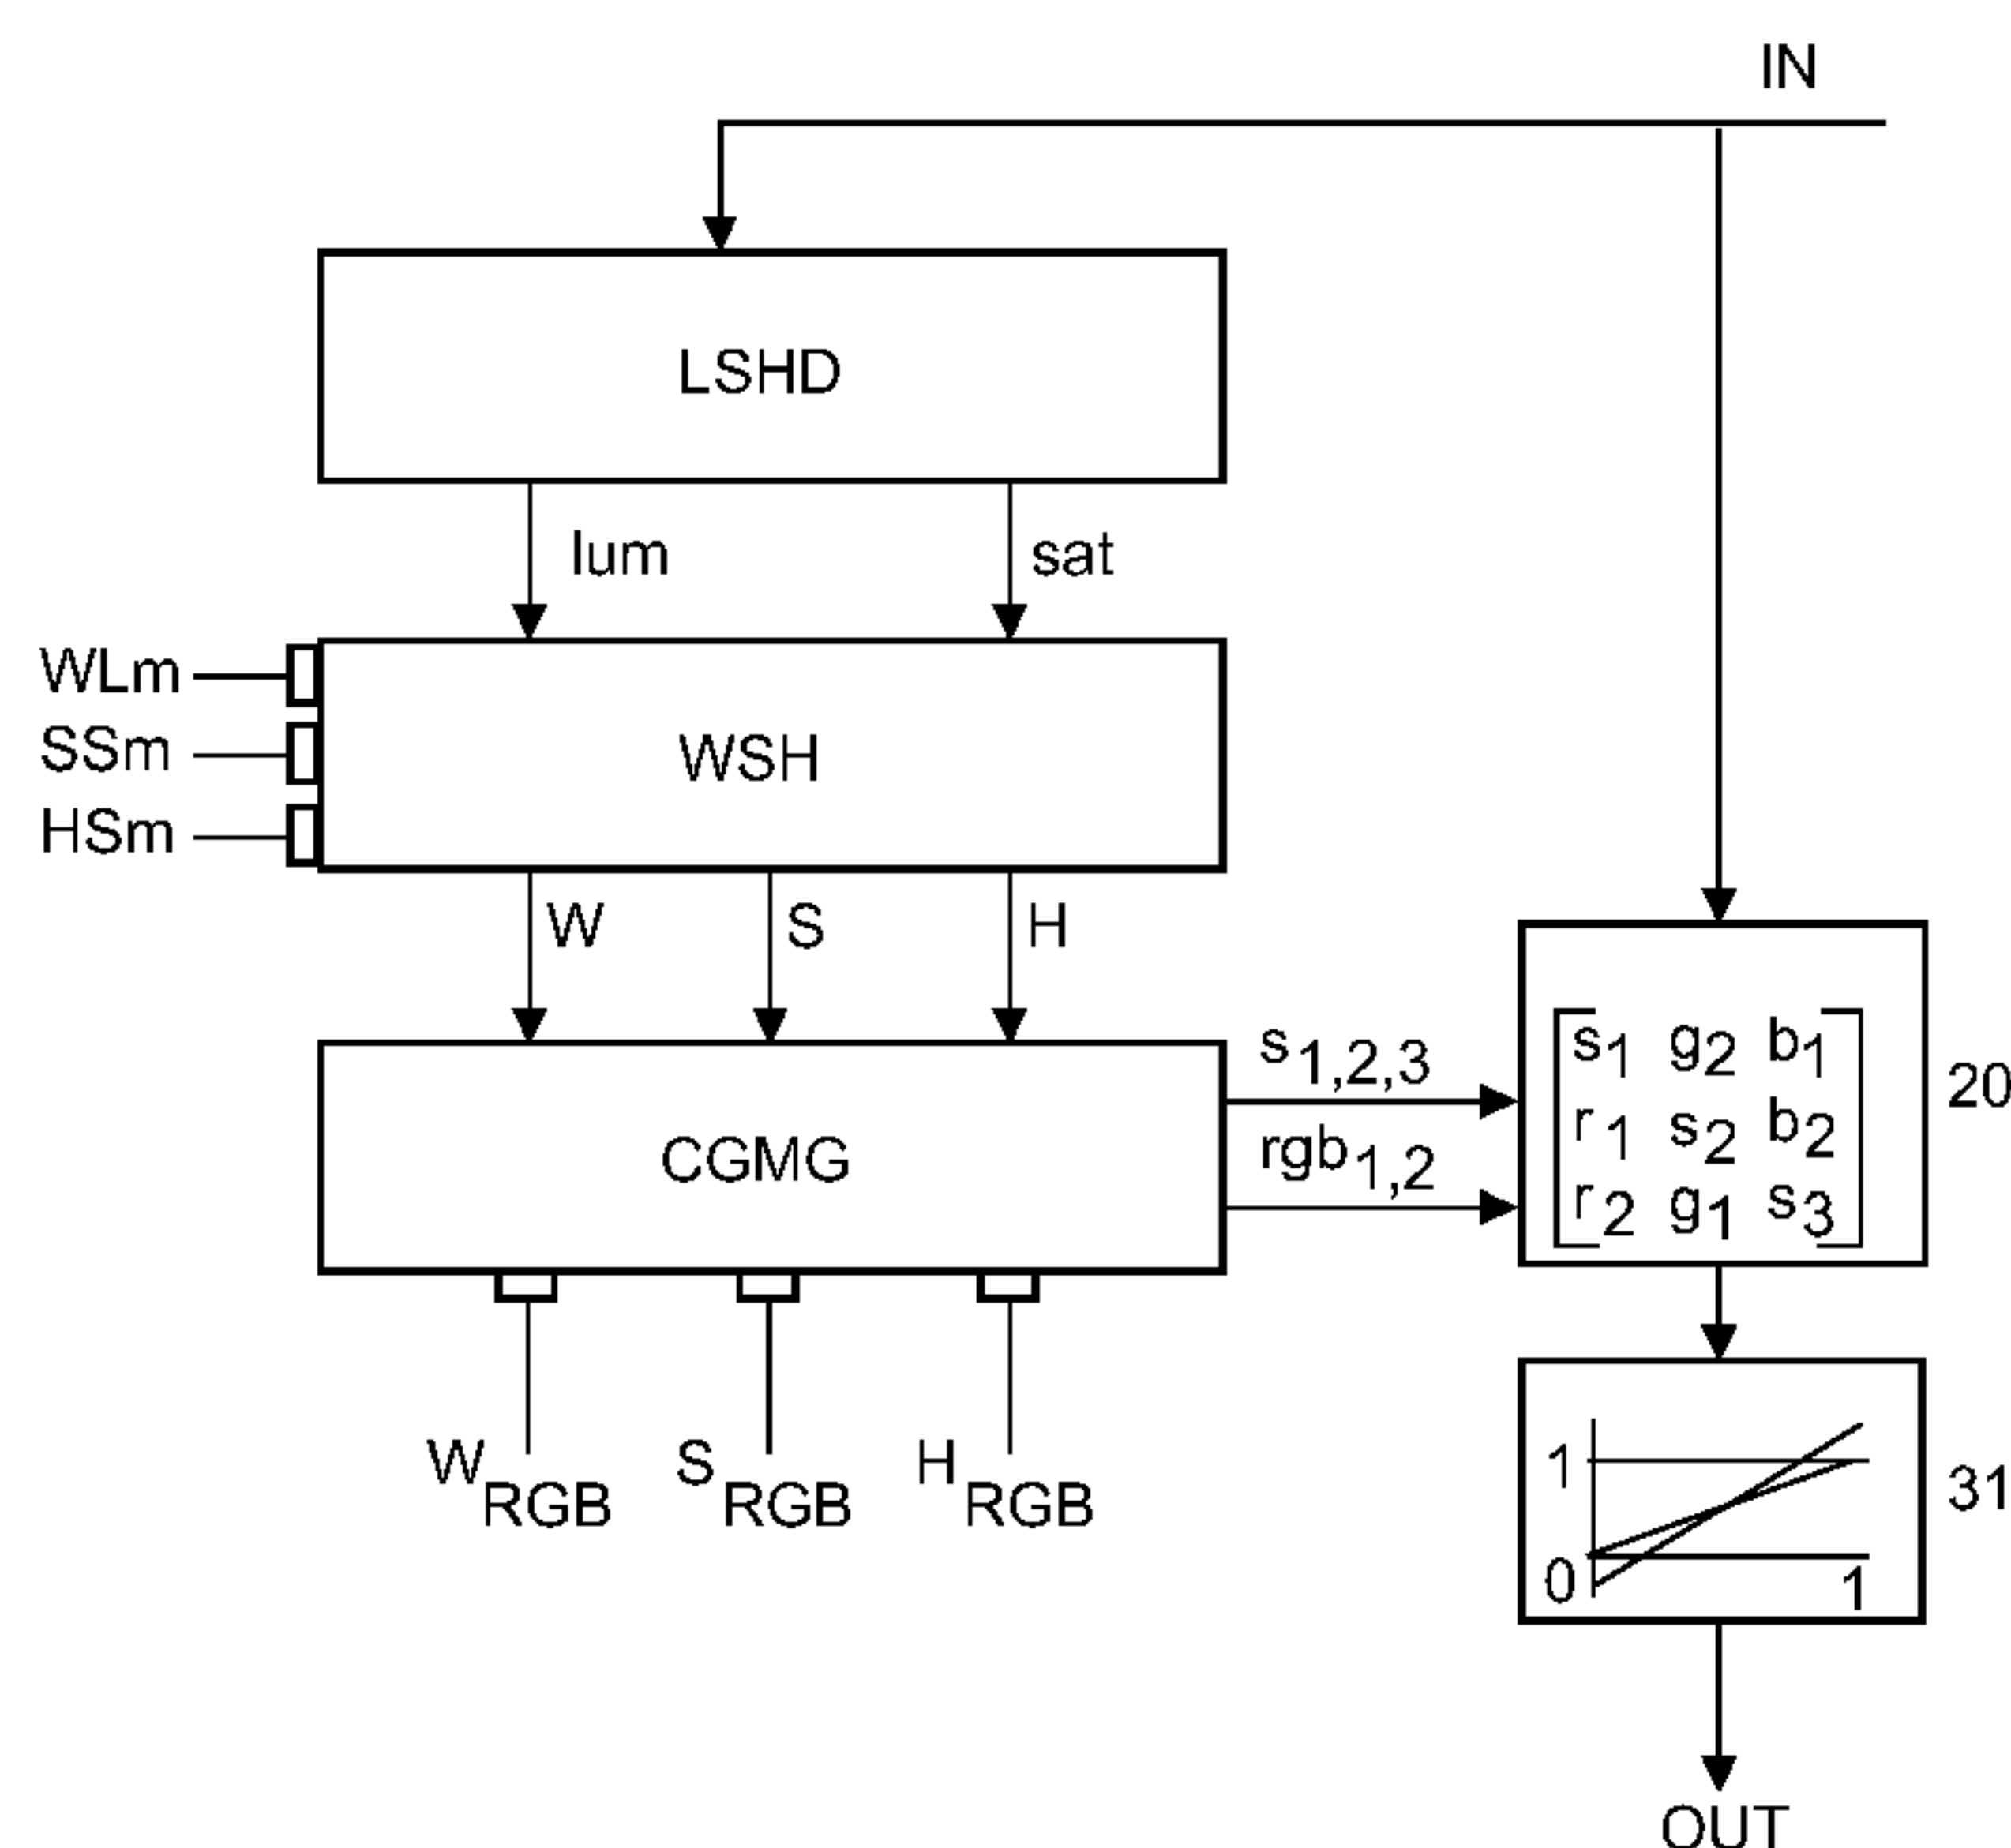 IN
LSHD
lum sat
WLm
SSm
HSm
WSH
W S H
CGMG
s1,2,3
rgb1,2
s1 g2 b1
r1 s2 b2
r2 g1 s3
20
WRGB SRGB HRGB
1
0 1
31
OUT